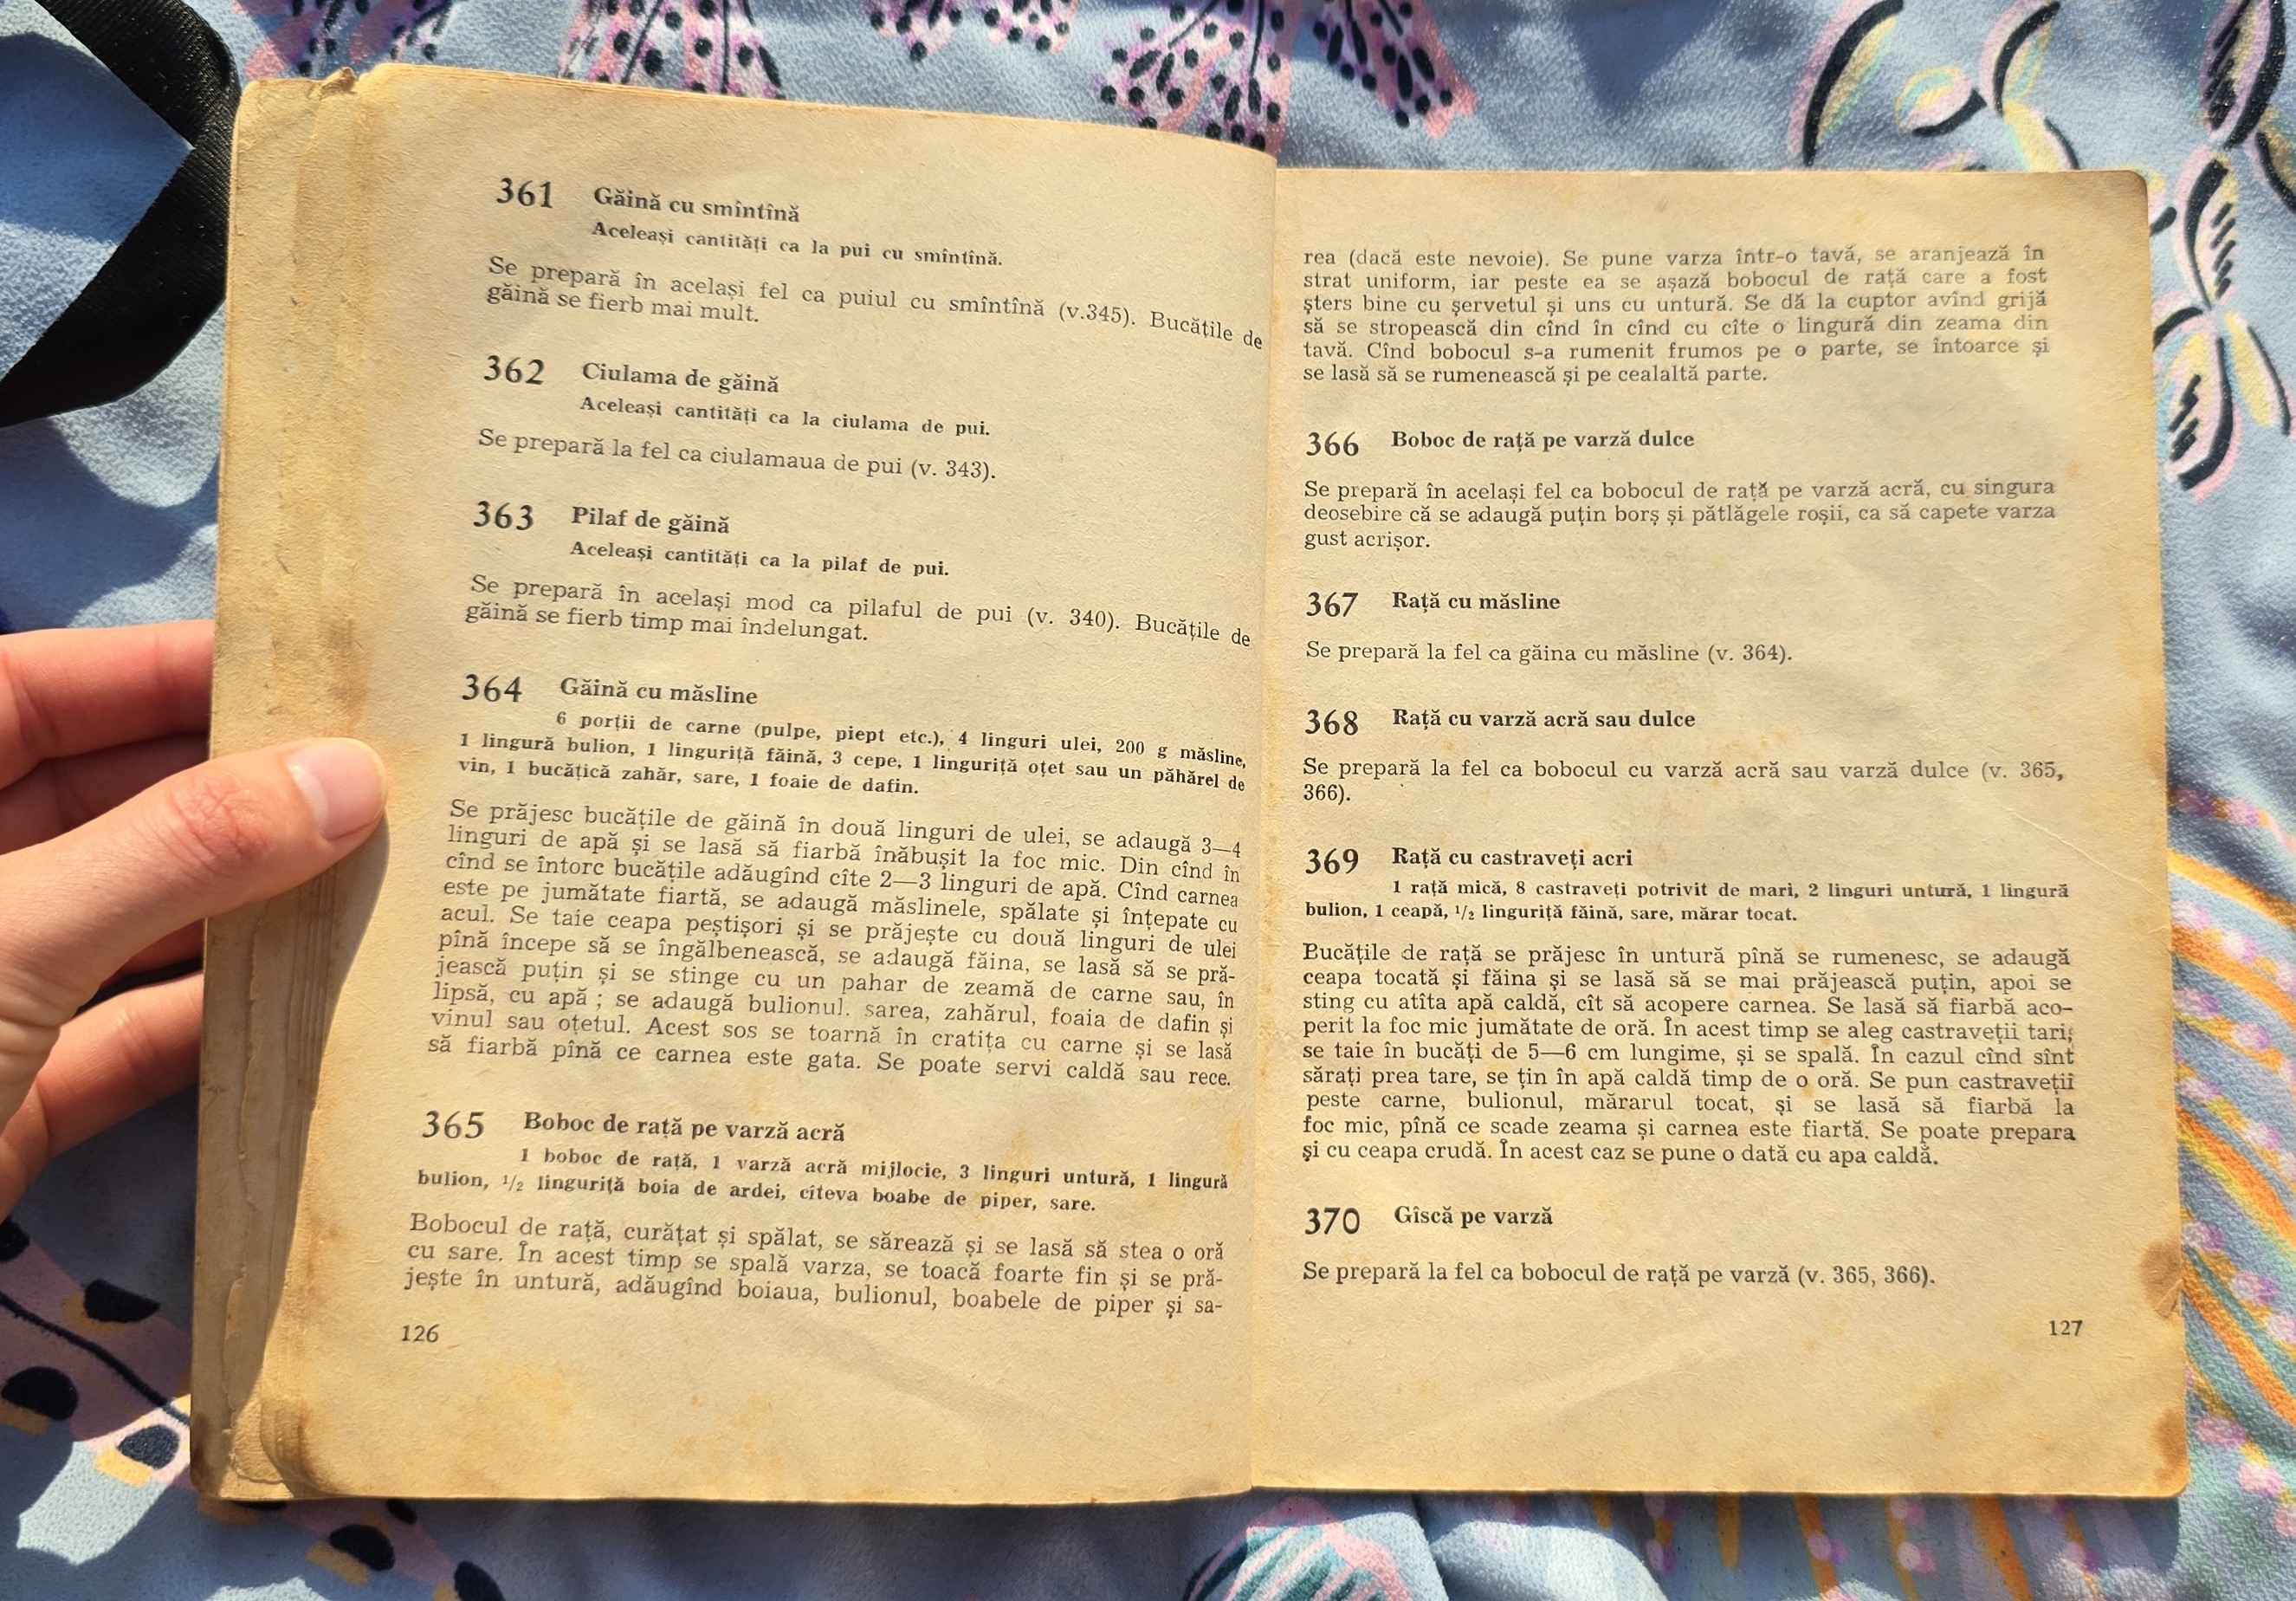 361 Găină cu smîntînă
Aceleași cantități ca la pui cu smîntînă.
Se prepară în același fel ca puiul cu smîntînă (v.345). Bucățile de
găină se fierb mai mult.
362 Ciulama de găină
Aceleași cantități ca la ciulama de pui.
Se prepară la fel ca ciulamaua de pui (v. 343).
363 Pilaf de găină
Aceleași cantități ca la pilaf de pui.
Se prepară în același mod ca pilaful de pui (v. 340). Bucățile de
găină se fierb timp mai îndelungat.
364 Găină cu măsline
6 porții de carne (pulpe, piept etc.), 4 linguri ulei, 200 g măsline,
1 lingură bulion, 1 linguriță făină, 3 cepe, 1 linguriță oțet sau un păhărel de
vin, 1 bucățică zahăr, sare, 1 foaie de dafin.
Se prăjesc bucățile de găină în două linguri de ulei, se adaugă 3—4
linguri de apă și se lasă să fiarbă înăbușit la foc mic. Din cînd în
cînd se întorc bucățile adăugînd cîte 2—3 linguri de apă. Cînd carnea
este pe jumătate fiartă, se adaugă măslinele, spălate și înțepate cu
acul. Se taie ceapa peștișori și se prăjește cu două linguri de ulei
pînă începe să se îngălbenească, se adaugă făina, se lasă să se pră-
jească puțin și se stinge cu un pahar de zeamă de carne sau, în
lipsă, cu apă ; se adaugă bulionul. sarea, zahărul, foaia de dafin și
vinul sau oțetul. Acest sos se toarnă în cratița cu carne și se lasă
să fiarbă pînă ce carnea este gata. Se poate servi caldă sau rece.
365 Boboc de rață pe varză acră
1 boboc de rață, 1 varză acră mijlocie, 3 linguri untură, 1 lingură
bulion, 1/2 linguriță boia de ardei, cîteva boabe de piper, sare.
Bobocul de rață, curățat și spălat, se sărează și se lasă să stea o oră
cu sare. În acest timp se spală varza, se toacă foarte fin și se pră-
jește în untură, adăugînd boiaua, bulionul, boabele de piper și sa-
126
rea (dacă este nevoie). Se pune varza într-o tavă, se aranjează în
strat uniform, iar peste ea se așază bobocul de rață care a fost
șters bine cu șervetul și uns cu untură. Se dă la cuptor avînd grijă
să se stropească din cînd în cînd cu cîte o lingură din zeama din
tavă. Cînd bobocul s-a rumenit frumos pe o parte, se întoarce și
se lasă să se rumenească și pe cealaltă parte.
366 Boboc de rață pe varză dulce
Se prepară în același fel ca bobocul de rață pe varză acră, cu singura
deosebire că se adaugă puțin borș și pătlăgele roșii, ca să capete varza
gust acrișor.
367 Rață cu măsline
Se prepară la fel ca găina cu măsline (v. 364).
368 Rață cu varză acră sau dulce
Se prepară la fel ca bobocul cu varză acră sau varză dulce (v. 365,
366).
369 Rață cu castraveți acri
1 rață mică, 8 castraveți potrivit de mari, 2 linguri untură, 1 lingură
bulion, 1 ceapă, 1/2 linguriță făină, sare, mărar tocat.
Bucățile de rață se prăjesc în untură pînă se rumenesc, se adaugă
ceapa tocată și făina și se lasă să se mai prăjească puțin, apoi se
sting cu atîta apă caldă, cît să acopere carnea. Se lasă să fiarbă aco-
perit la foc mic jumătate de oră. În acest timp se aleg castraveții tari;
se taie în bucăți de 5—6 cm lungime, și se spală. În cazul cînd sînt
sărați prea tare, se țin în apă caldă timp de o oră. Se pun castraveții
peste carne, bulionul, mărarul tocat, și se lasă să fiarbă la
foc mic, pînă ce scade zeama și carnea este fiartă. Se poate prepara
și cu ceapa crudă. În acest caz se pune o dată cu apa caldă.
370 Gîscă pe varză
Se prepară la fel ca bobocul de rață pe varză (v. 365, 366).
127